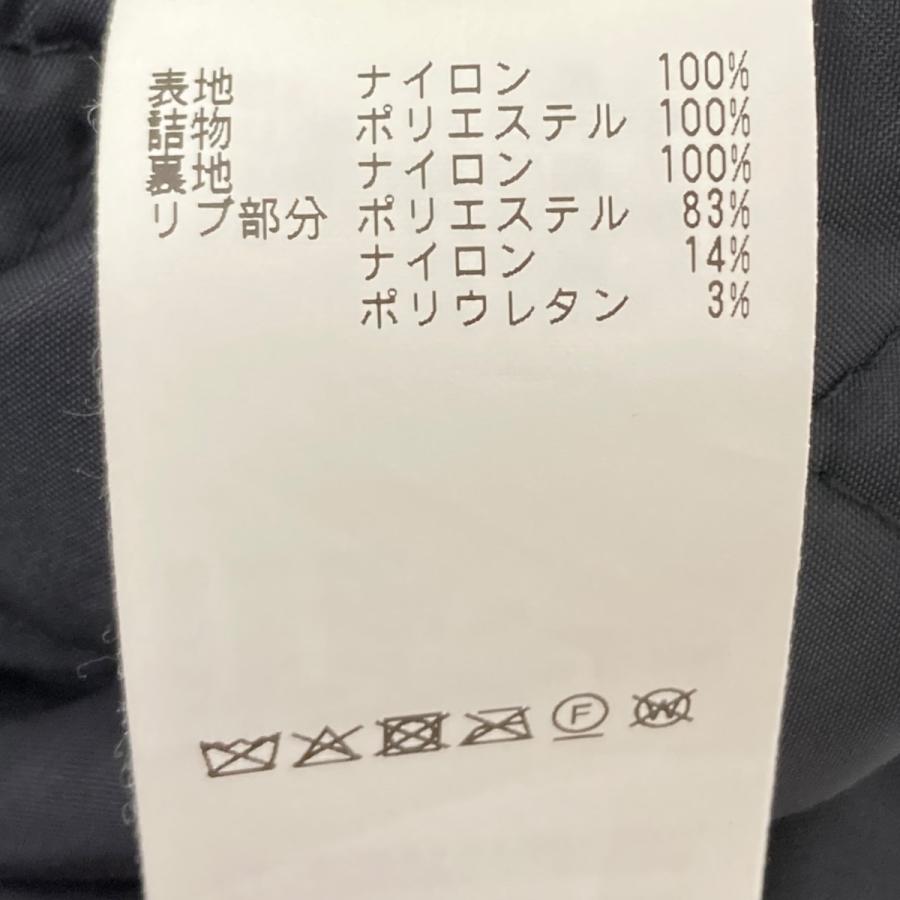 表地 ナイロン 100%
詰物 ポリエステル 100%
裏地 ナイロン 100%
リブ部分 ポリエステル 83%
ナイロン 14%
ポリウレタン 3%
F W